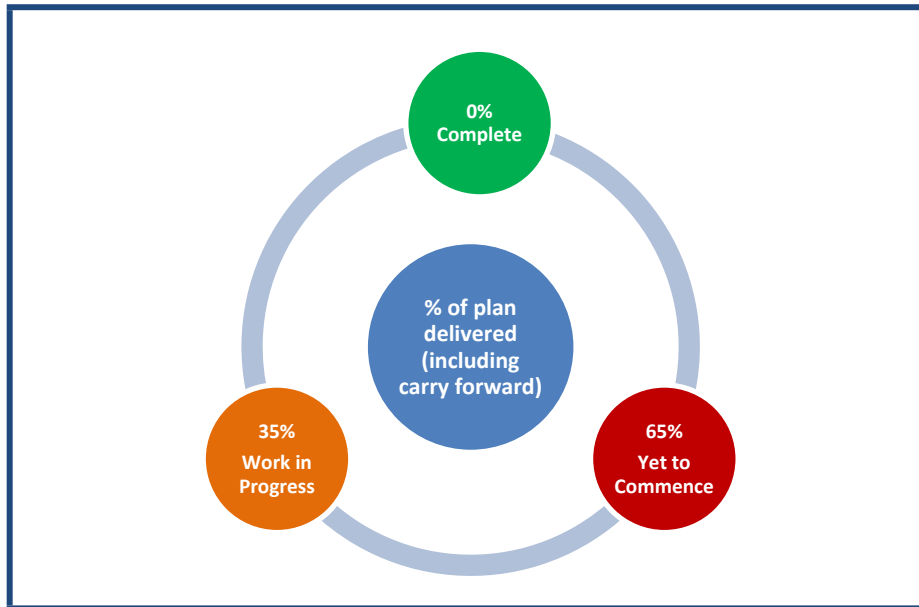 0%
Complete
% of plan
delivered
(including
carry forward)
35%
Work in
Progress
65%
Yet to
Commence